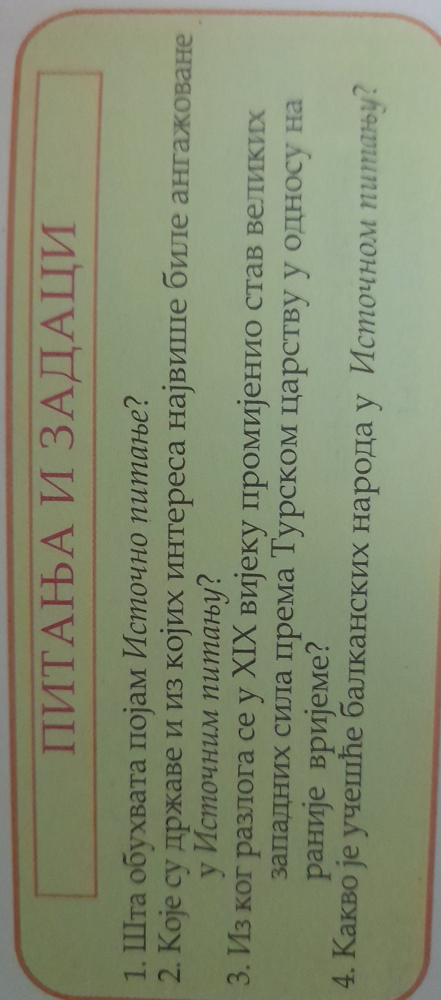 ПИТАЊА И ЗАДАЦИ
1. Шта обухвата појам Источно питање?
2. Које су државе и из којих интереса највише биле ангажоване
у Источним питању?
3. Из ког разлога се у XIX вијеку промијенио став великих
западних сила према Турском царству у односу на
раније вријеме?
4. Какво је учешће балканских народа у Источном питању?